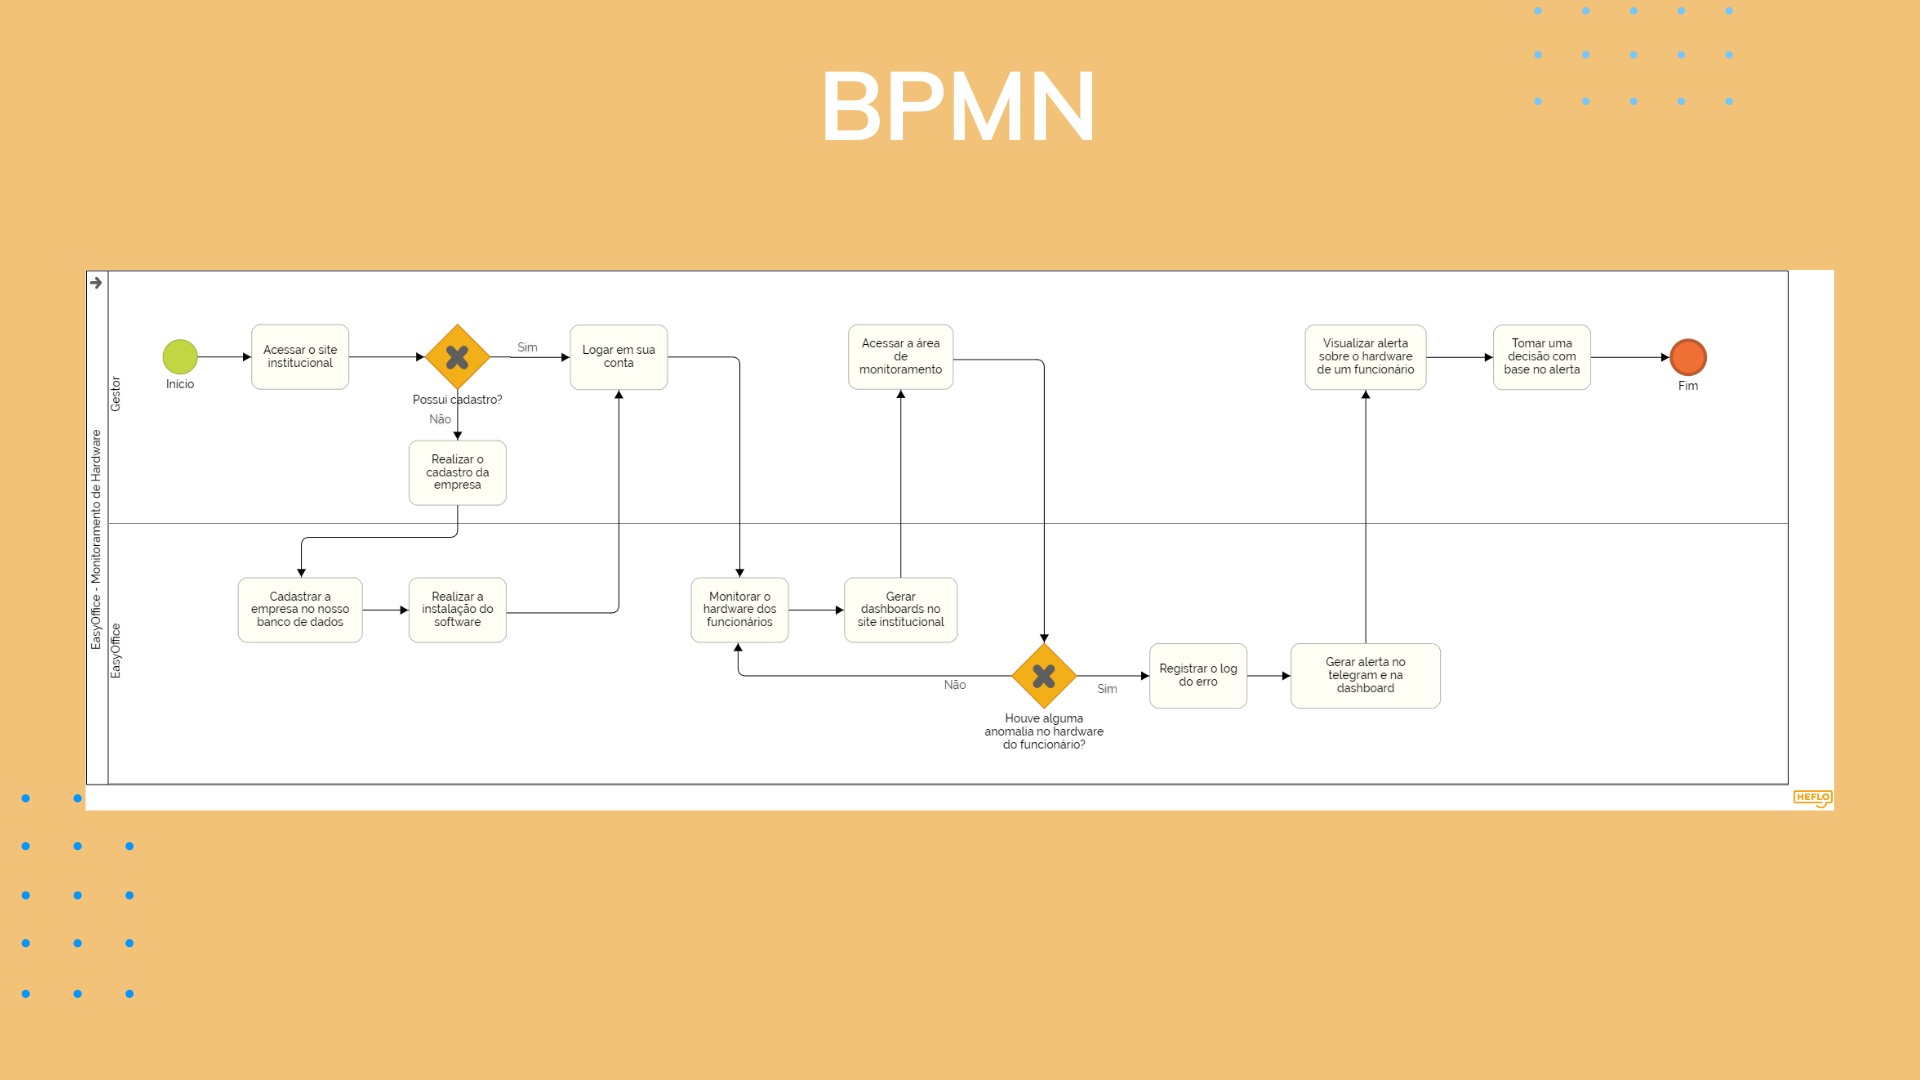 BPMN
EasyOffice - Monitoramento de Hardware
Gestor
Início
Acessar o site
institucional
Possui cadastro?
Sim
Não
Logar em sua
conta
Realizar o
cadastro da
empresa
Acessar a área
de
monitoramento
Visualizar alerta
sobre o hardware
de um funcionário
Tomar uma
decisão com
base no alerta
Fim
EasyOffice
Cadastrar a
empresa no nosso
banco de dados
Realizar a
instalação do
software
Monitorar o
hardware dos
funcionários
Gerar
dashboards no
site institucional
Não
Sim
Houve alguma
anomalia no hardware
do funcionário?
Registrar o log
do erro
Gerar alerta no
telegram e na
dashboard
HEFLO